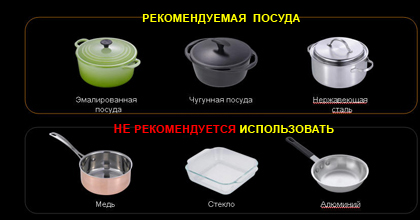 РЕКОМЕНДУЕМАЯ ПОСУДА
Эмалированная
посуда
Чугунная посуда
Нержавеющая
сталь
НЕ РЕКОМЕНДУЕТСЯ ИСПОЛЬЗОВАТЬ
Медь
Стекло
Алюминий